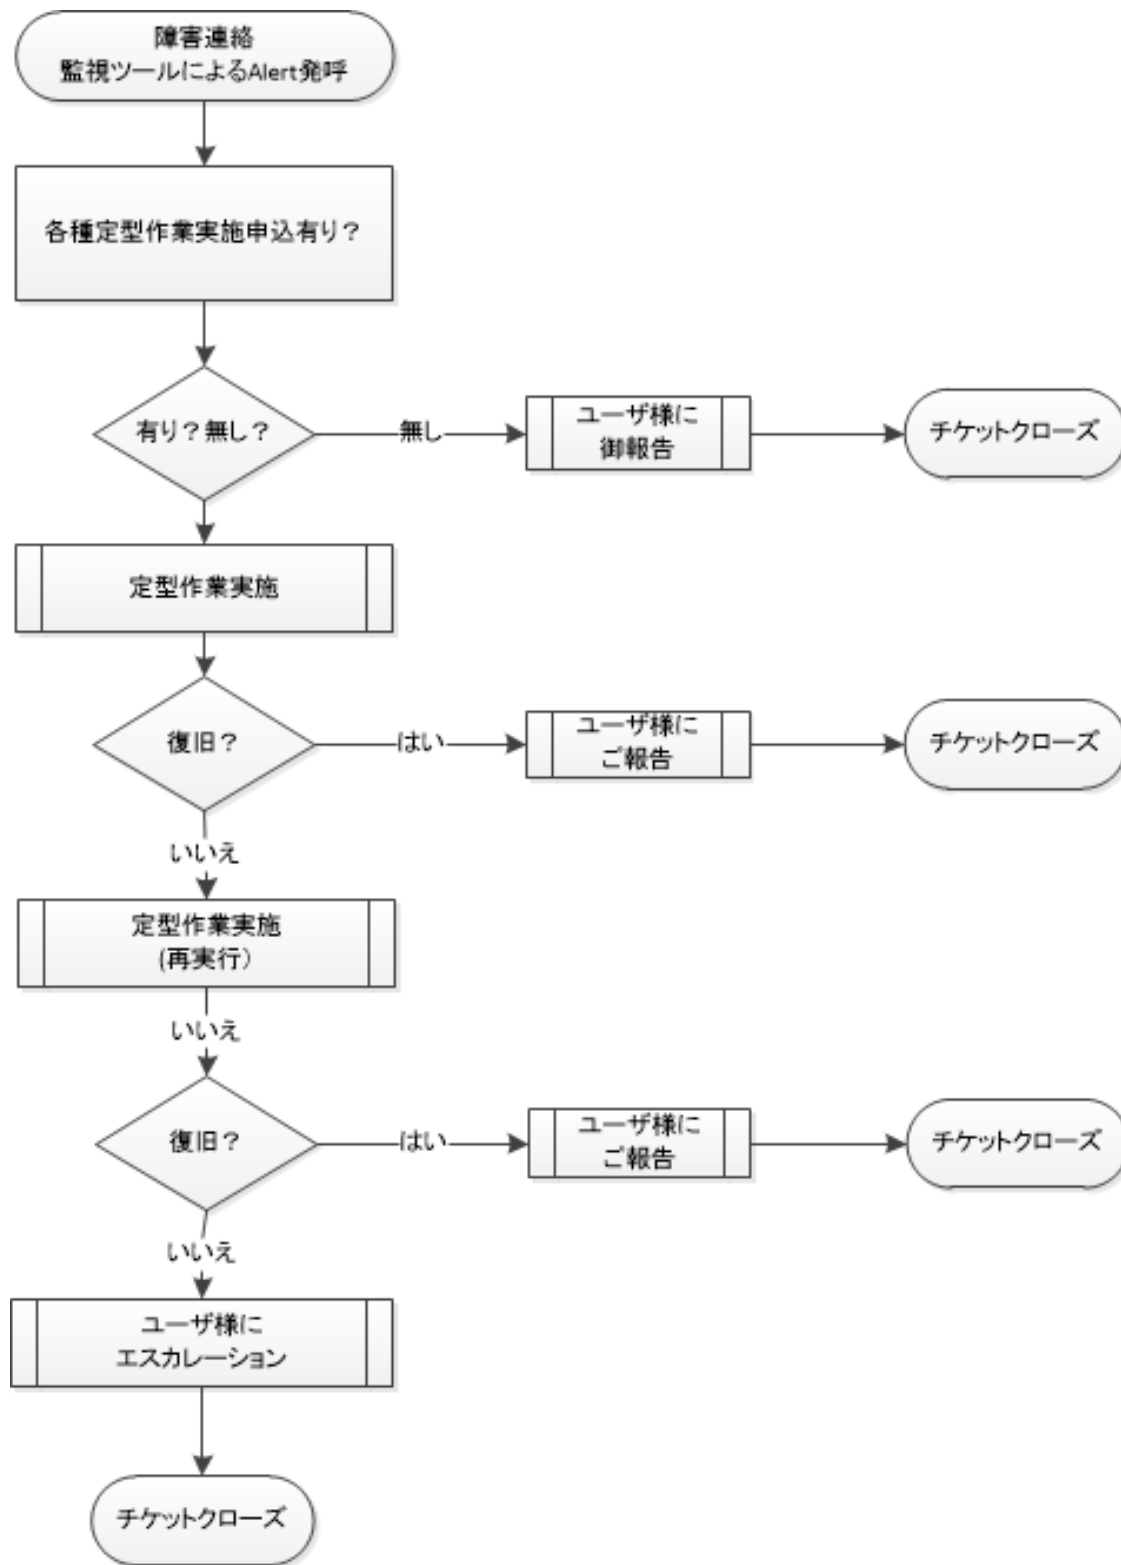 障害連絡
監視ツールによるAlert発呼
各種定型作業実施申込有り？
有り？無し？
無し
ユーザ様に
御報告
チケットクローズ
定型作業実施
復旧？
はい
ユーザ様に
ご報告
チケットクローズ
いいえ
定型作業実施
(再実行）
いいえ
復旧？
はい
ユーザ様に
ご報告
チケットクローズ
いいえ
ユーザ様に
エスカレーション
チケットクローズ